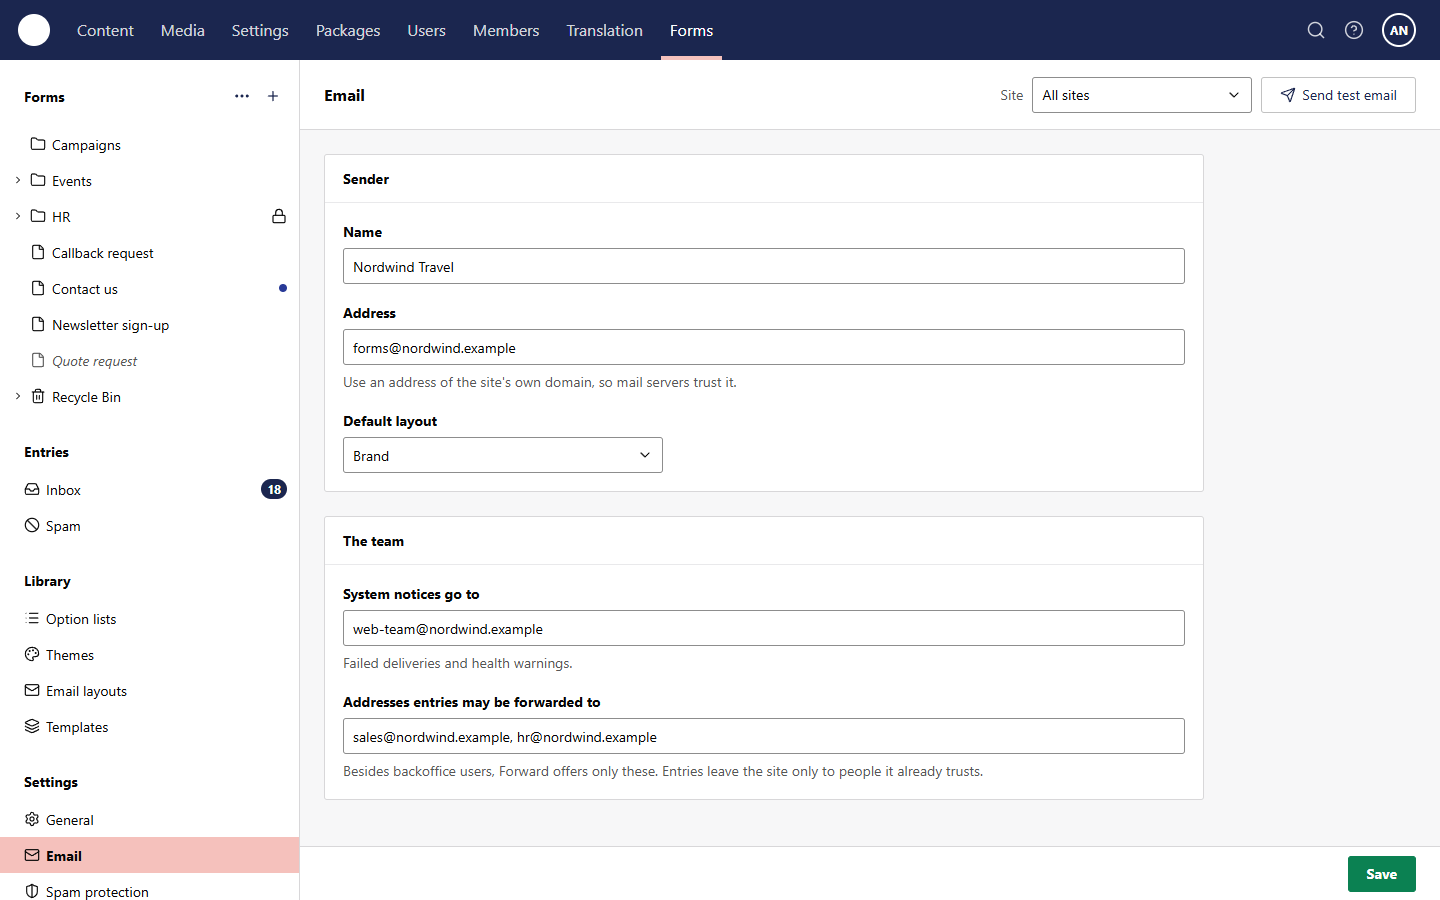 Content
Media
Settings
Packages
Users
Members
Translation
Forms
AN
Forms
Campaigns
Events
HR
Callback request
Contact us
Newsletter sign-up
Quote request
Recycle Bin
Entries
Inbox
18
Spam
Library
Option lists
Themes
Email layouts
Templates
Settings
General
Email
Spam protection
Email
Site
All sites
Send test email
Sender
Name
Nordwind Travel
Address
forms@nordwind.example
Use an address of the site's own domain, so mail servers trust it.
Default layout
Brand
The team
System notices go to
web-team@nordwind.example
Failed deliveries and health warnings.
Addresses entries may be forwarded to
sales@nordwind.example, hr@nordwind.example
Besides backoffice users, Forward offers only these. Entries leave the site only to people it already trusts.
Save